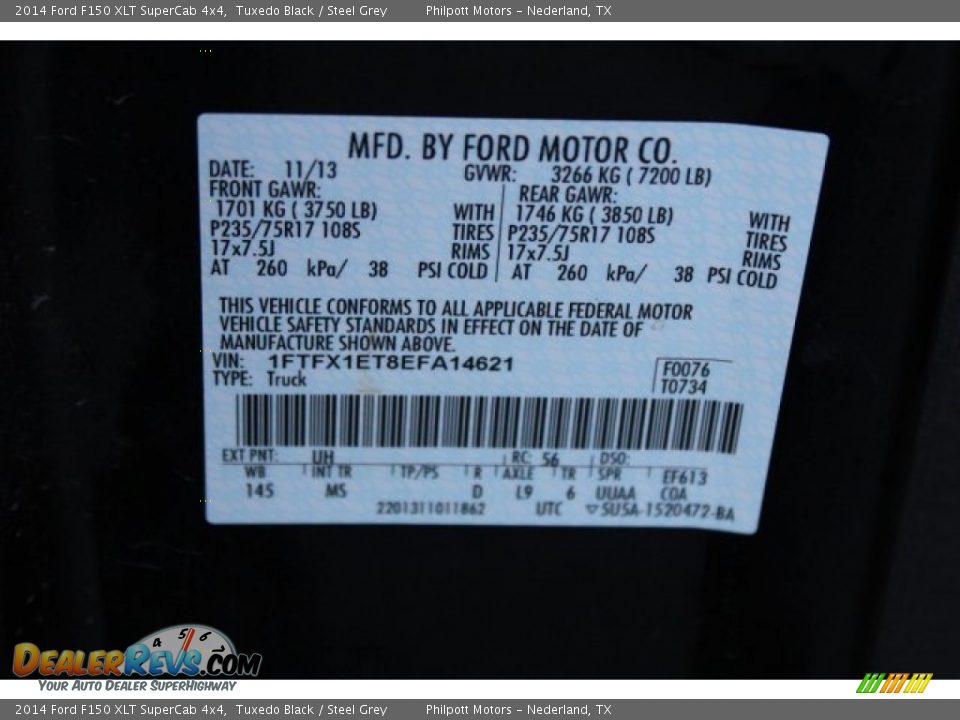 2014 Ford F150 XLT SuperCab 4x4, Tuxedo Black / Steel Grey Philpott Motors - Nederland, TX
MFD. BY FORD MOTOR CO.
DATE: 11/13 GVWR: 3266 KG ( 7200 LB)
FRONT GAWR: REAR GAWR:
1701 KG ( 3750 LB) WITH 1746 KG ( 3850 LB) WITH
P235/75R17 108S TIRES P235/75R17 108S TIRES
17x7.5J RIMS 17x7.5J RIMS
AT 260 kPa/ 38 PSI COLD AT 260 kPa/ 38 PSI COLD
THIS VEHICLE CONFORMS TO ALL APPLICABLE FEDERAL MOTOR
VEHICLE SAFETY STANDARDS IN EFFECT ON THE DATE OF
MANUFACTURE SHOWN ABOVE.
VIN: 1FTFX1ET8EFA14621 F0076
TYPE: Truck T0734
EXT PNT: UH RC: 56 DSO:
WB INT TR TP/PS R AXLE TR SPR EF613
145 MS D L9 6 UUAA COA
2201311011862 UTC ▽5U5A-1520472-BA
4 5 6
DealerRevs.com
Your Auto Dealer SuperHighway
2014 Ford F150 XLT SuperCab 4x4, Tuxedo Black / Steel Grey Philpott Motors - Nederland, TX